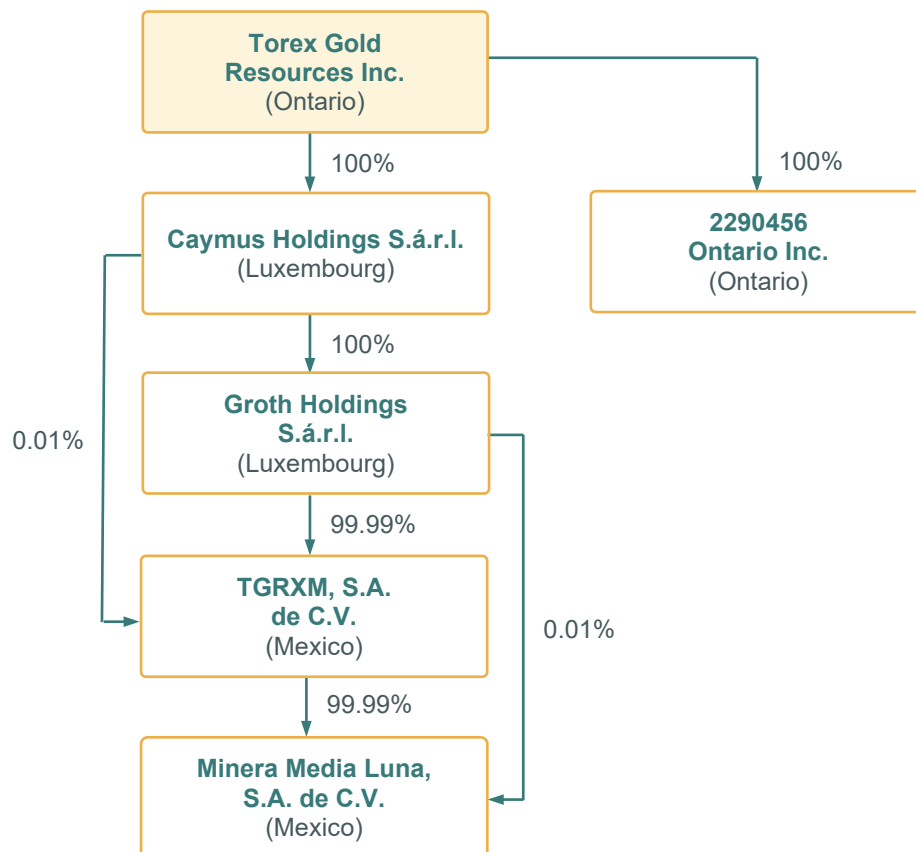 Torex Gold
Resources Inc.
(Ontario)
100%
100%
Caymus Holdings S.á.r.l.
(Luxembourg)
2290456
Ontario Inc.
(Ontario)
100%
Groth Holdings
S.á.r.l.
(Luxembourg)
0.01%
99.99%
TGRXM, S.A.
de C.V.
(Mexico)
0.01%
99.99%
Minera Media Luna,
S.A. de C.V.
(Mexico)